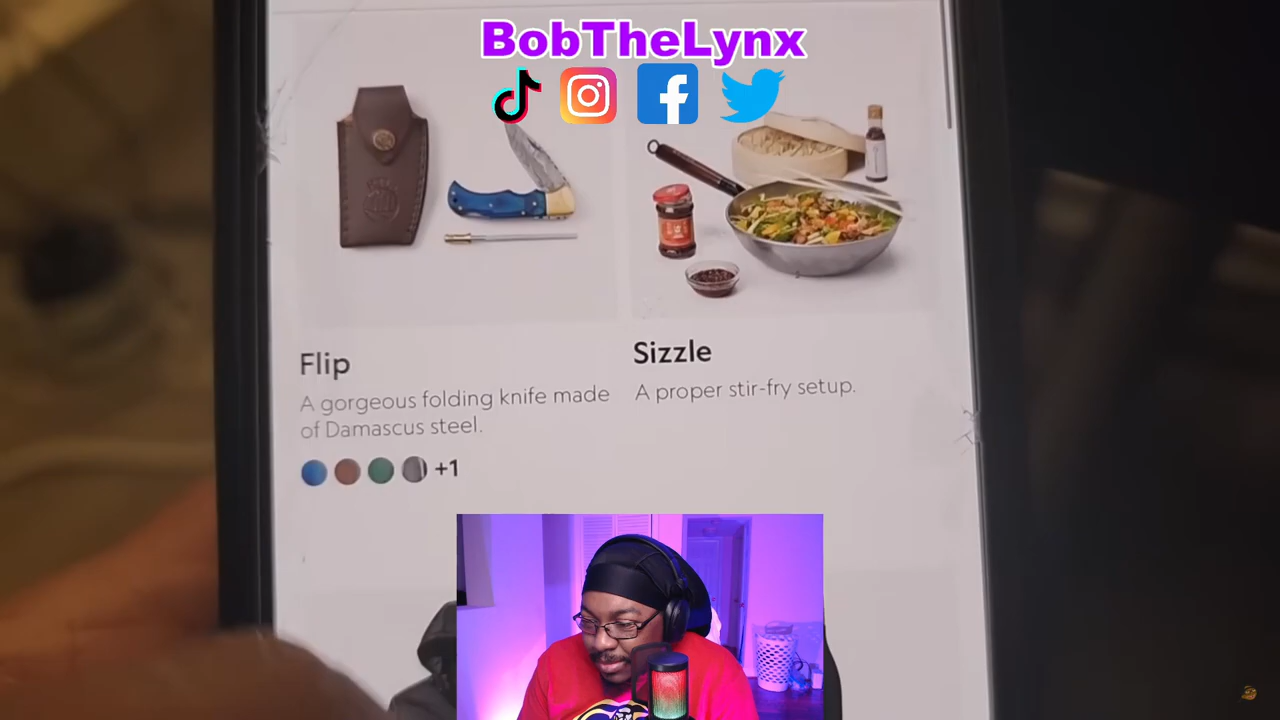 BobTheLynx
Flip
A gorgeous folding knife made
of Damascus steel.
+1
Sizzle
A proper stir-fry setup.